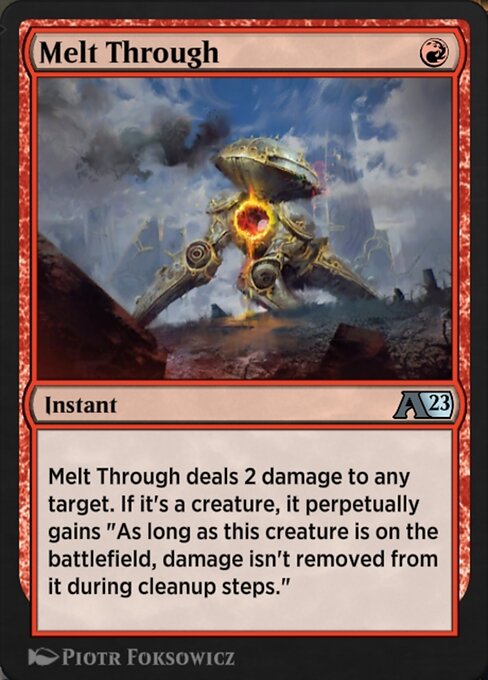 Melt Through
Instant
A23
Melt Through deals 2 damage to any
target. If it's a creature, it perpetually
gains "As long as this creature is on the
battlefield, damage isn't removed from
it during cleanup steps."
Piotr Foksowicz